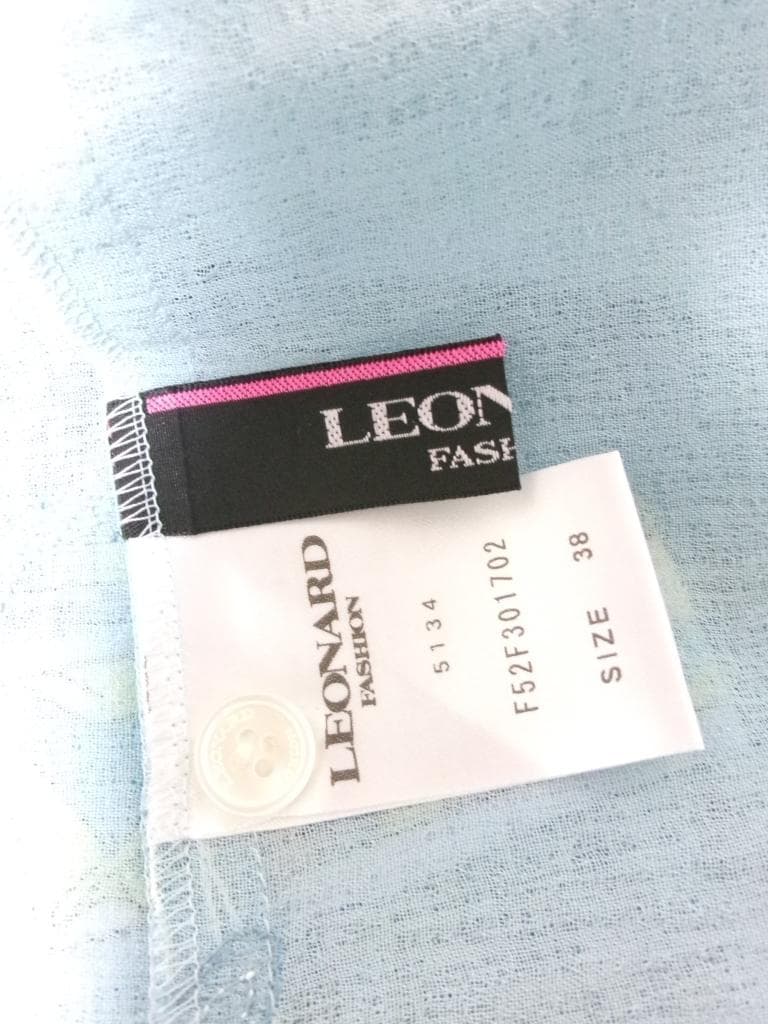 LEON
FASH
LEONARD
FASHION
5134
F52F301702
SIZE 38